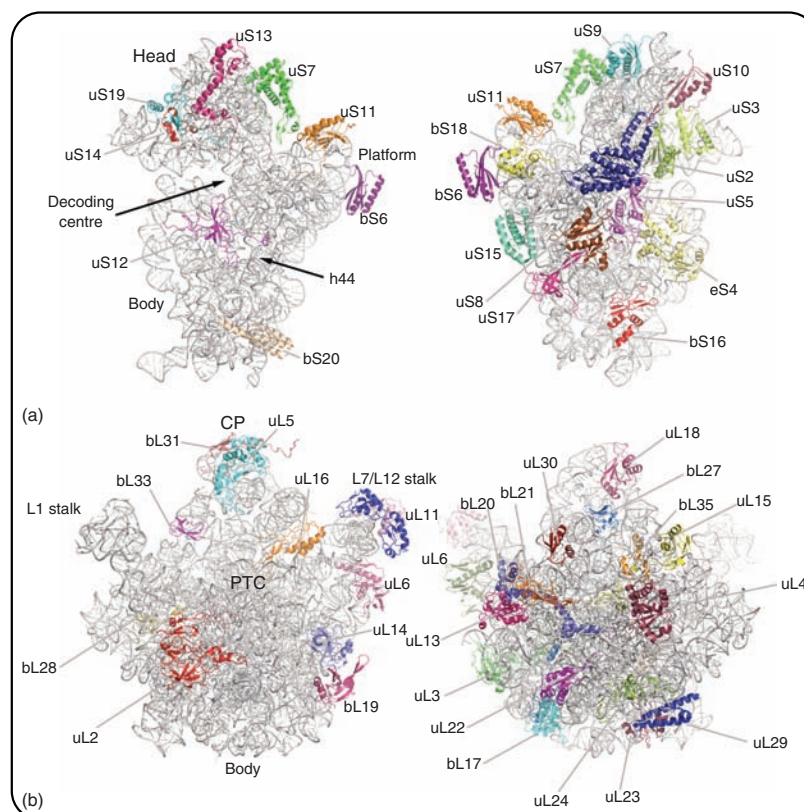 uS13
Head
uS7
uS19
uS11
uS14
Platform
Decoding
centre
bS6
uS12
h44
Body
bS20
uS9
uS7
uS10
uS11
uS3
bS18
uS2
bS6
uS5
uS15
eS4
uS8
uS17
bS16
(a)
CP
uL5
bL31
bL33
uL16
L7/L12 stalk
L1 stalk
uL11
uL6
PTC
uL14
bL28
bL19
uL2
Body
uL18
uL30
bL27
bL20
bL21
bL35
uL15
uL6
uL4
uL13
uL3
uL22
uL29
bL17
uL24
uL23
(b)